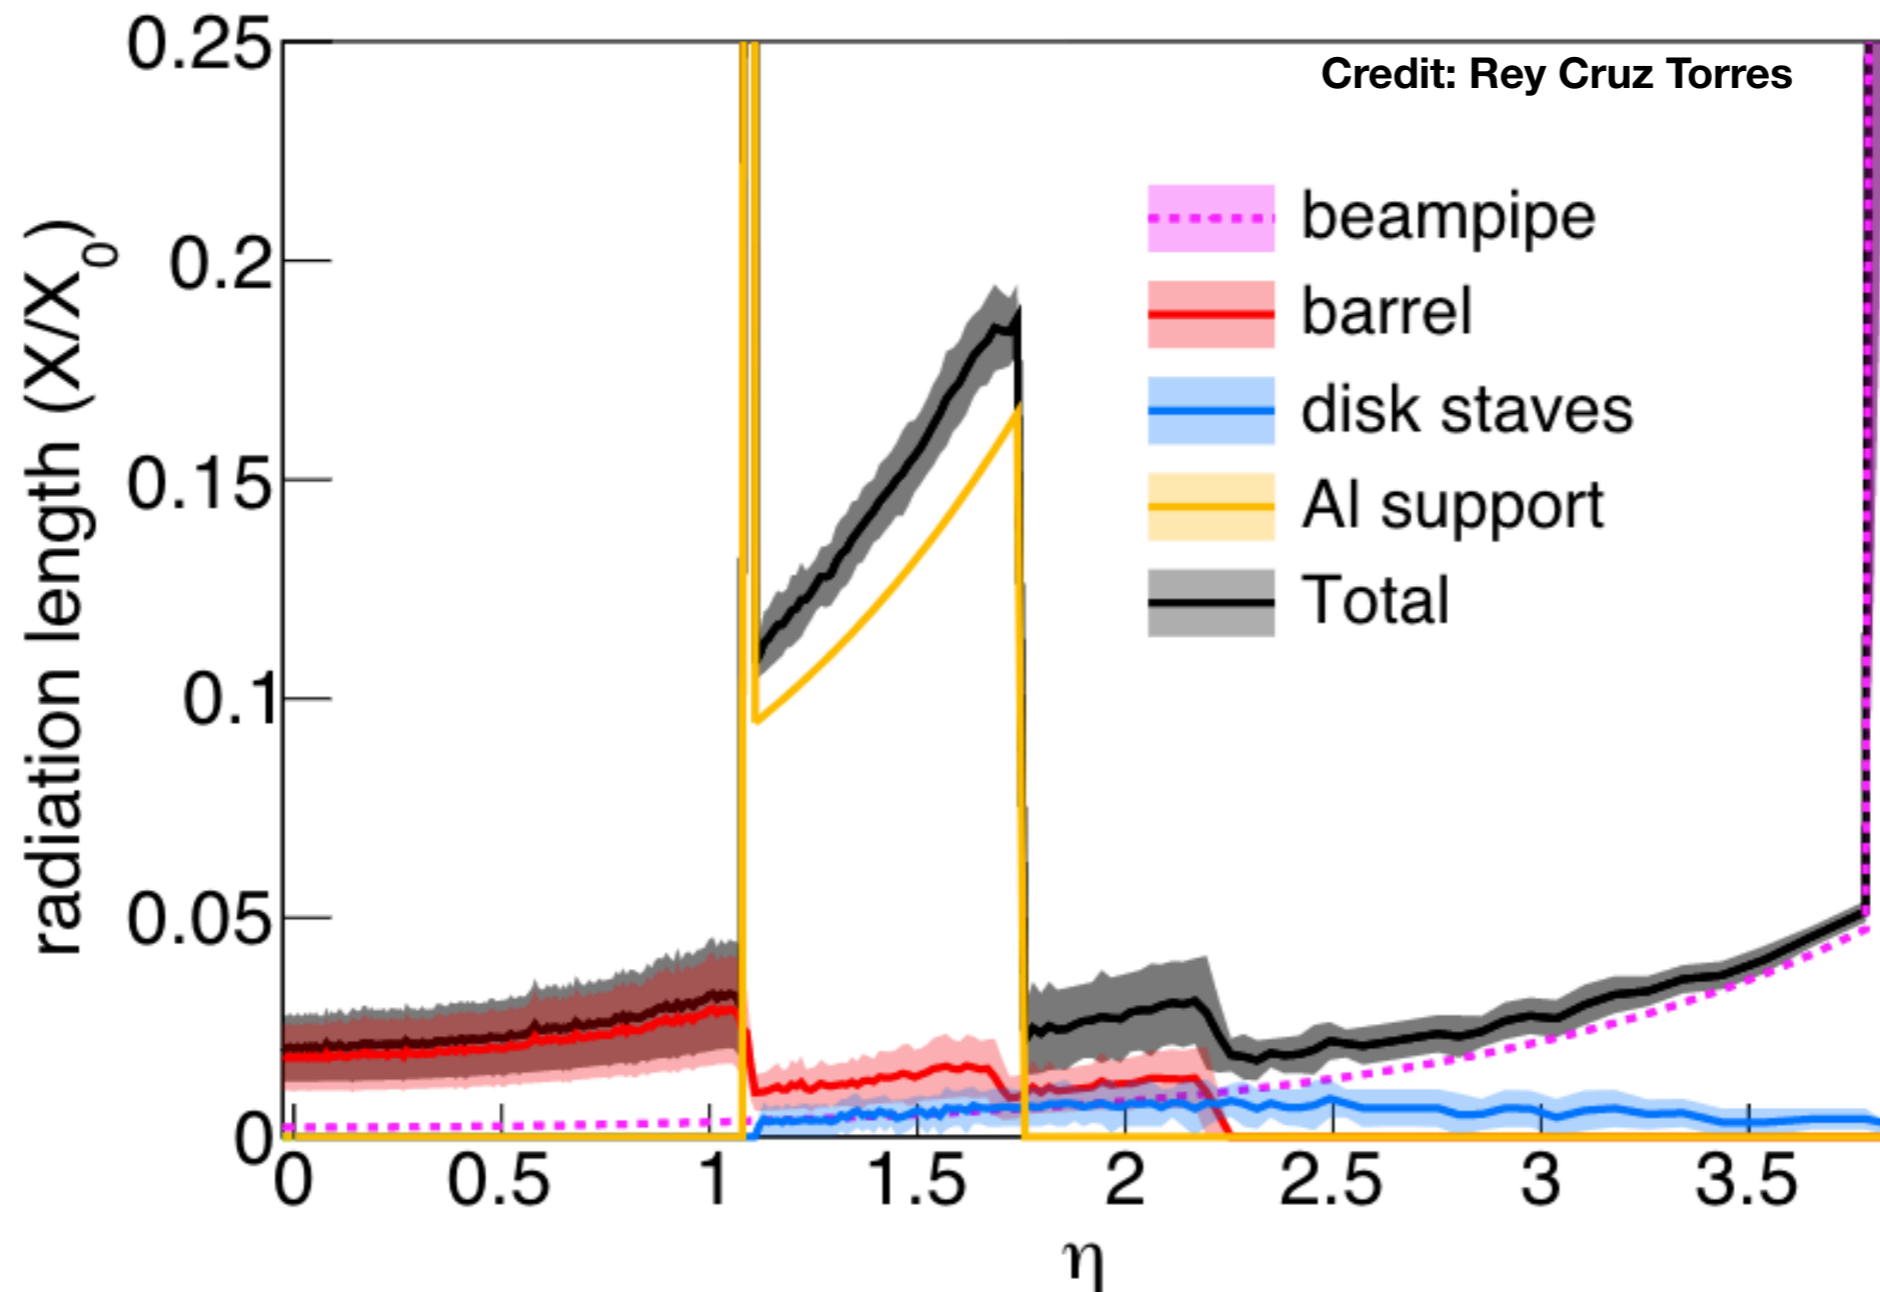 Credit: Rey Cruz Torres
radiation length (X/X₀)
0.25
0.2
0.15
0.1
0.05
0
beampipe
barrel
disk staves
Al support
Total
0 0.5 1 1.5 2 2.5 3 3.5
η